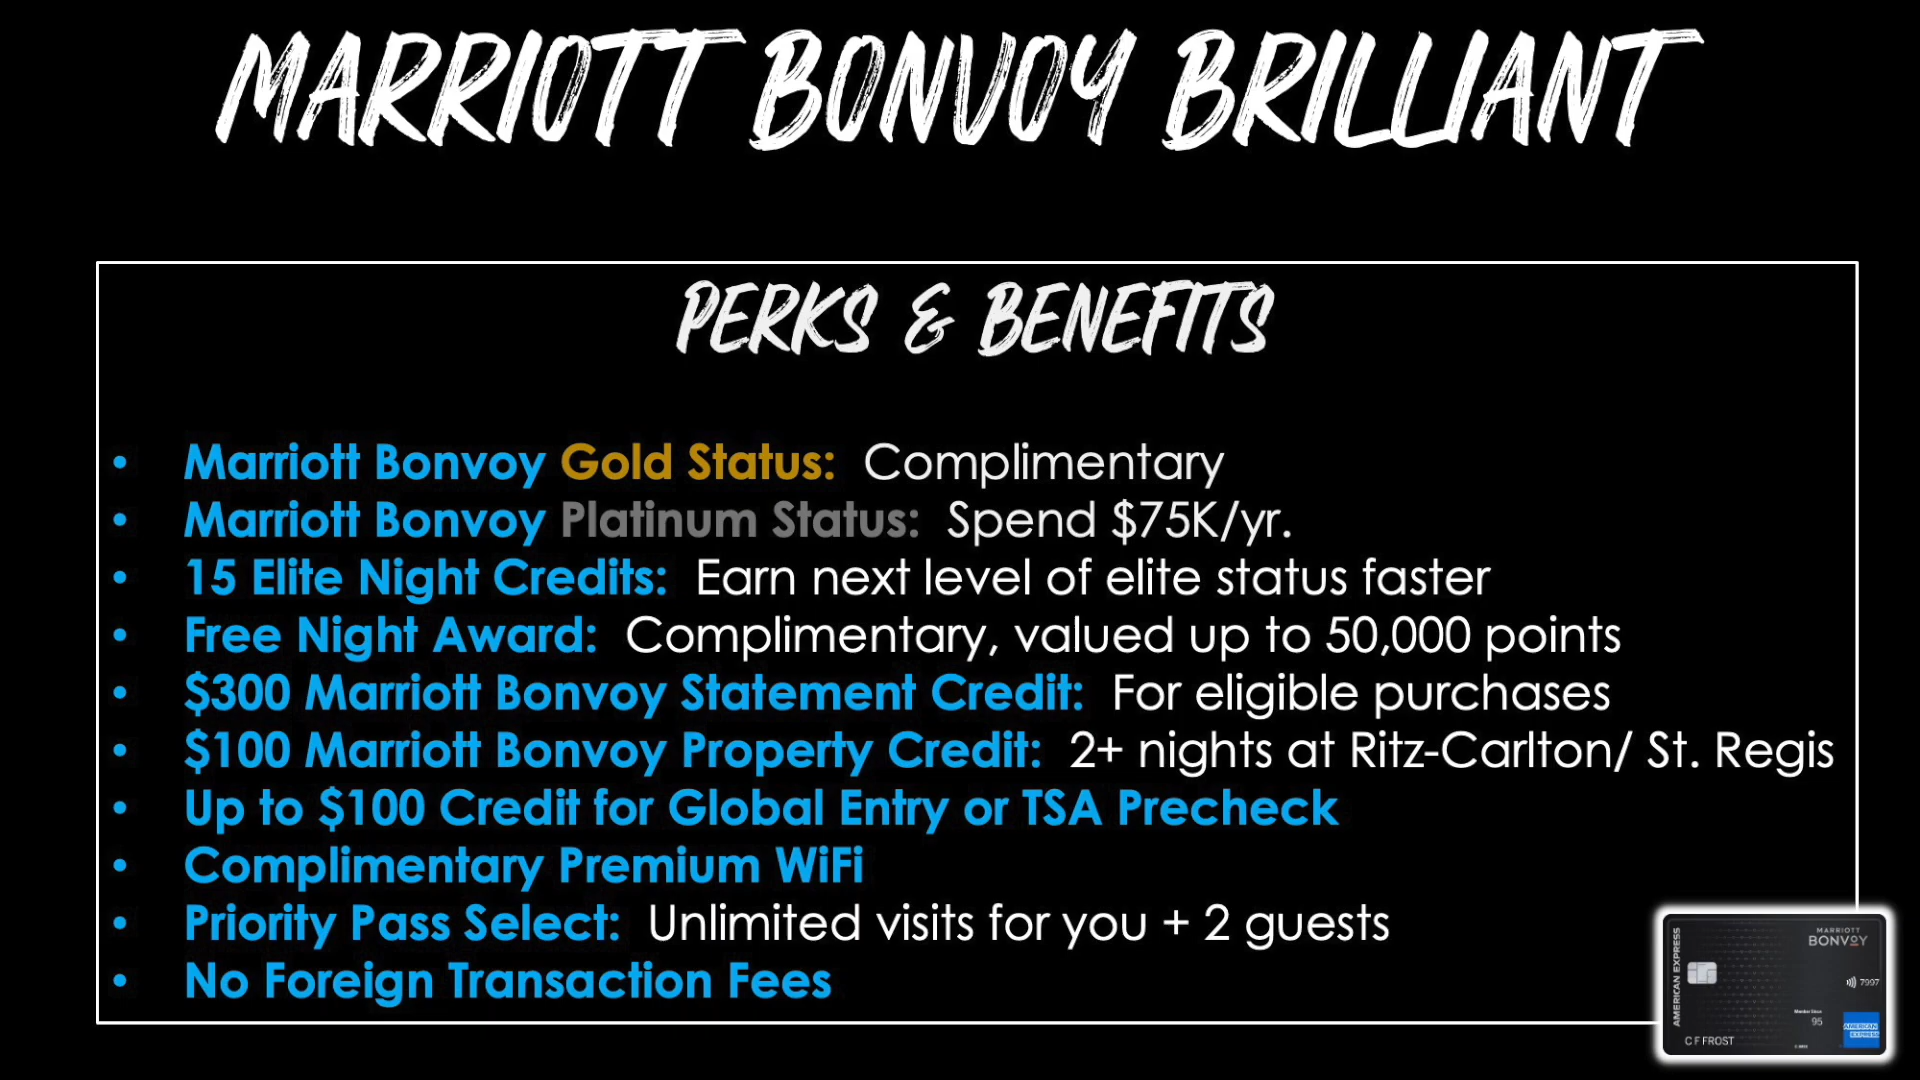 MARRIOTT BONVOY BRILLIANT
PERKS & BENEFITS
• Marriott Bonvoy Gold Status: Complimentary
• Marriott Bonvoy Platinum Status: Spend $75K/yr.
• 15 Elite Night Credits: Earn next level of elite status faster
• Free Night Award: Complimentary, valued up to 50,000 points
• $300 Marriott Bonvoy Statement Credit: For eligible purchases
• $100 Marriott Bonvoy Property Credit: 2+ nights at Ritz-Carlton/ St. Regis
• Up to $100 Credit for Global Entry or TSA Precheck
• Complimentary Premium WiFi
• Priority Pass Select: Unlimited visits for you + 2 guests
• No Foreign Transaction Fees
AMERICAN EXPRESS
MARRIOTT
BONVOY
7997
Member Since
95
C F FROST
AMERICAN
EXPRESS